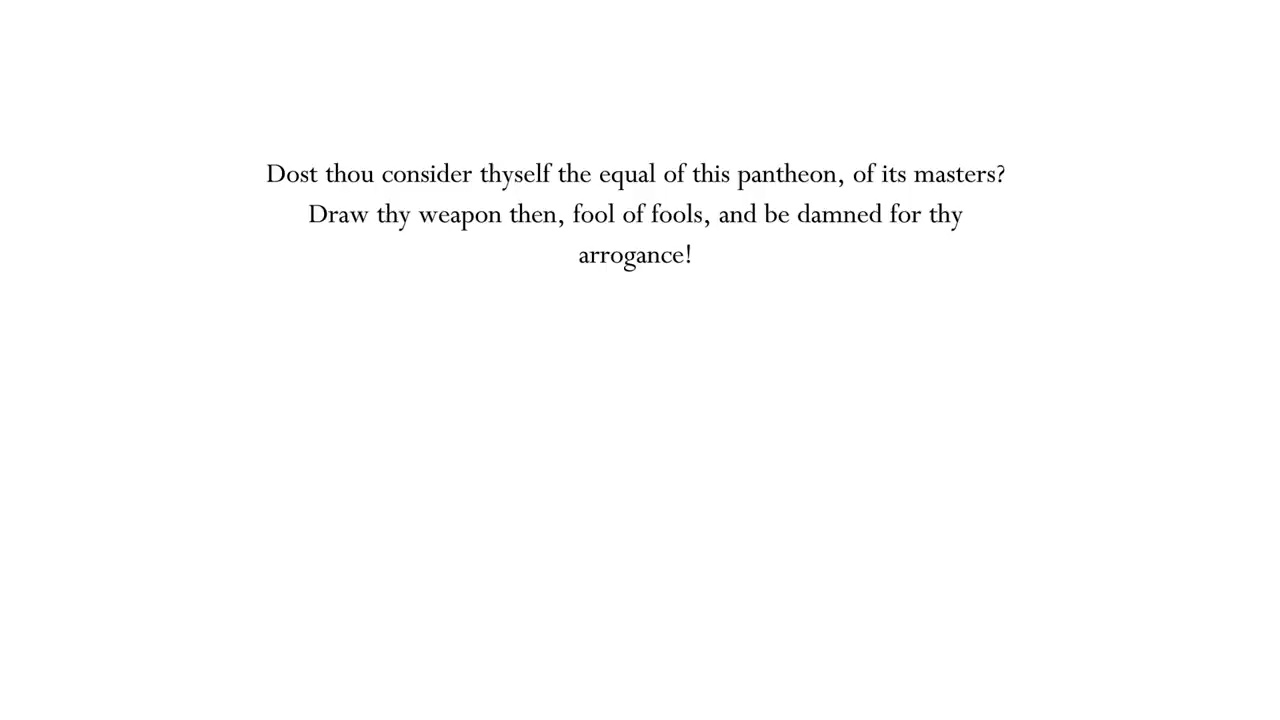 Dost thou consider thyself the equal of this pantheon, of its masters?
Draw thy weapon then, fool of fools, and be damned for thy
arrogance!